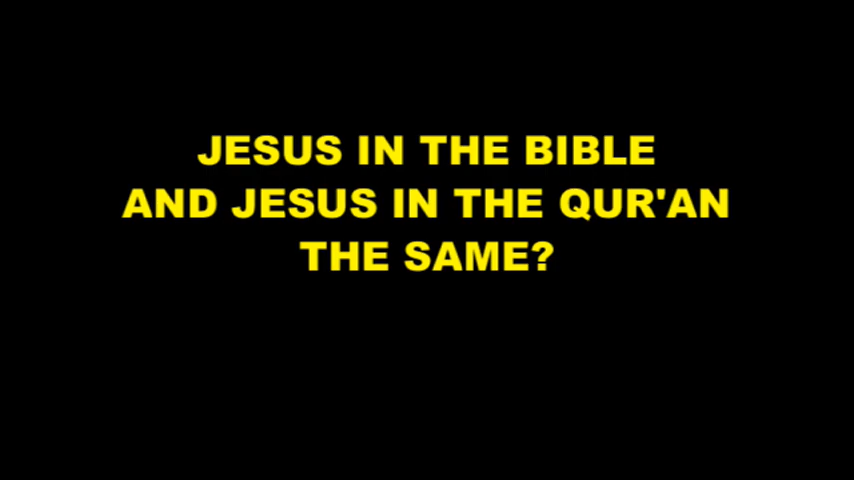 JESUS IN THE BIBLE
AND JESUS IN THE QUR'AN
THE SAME?